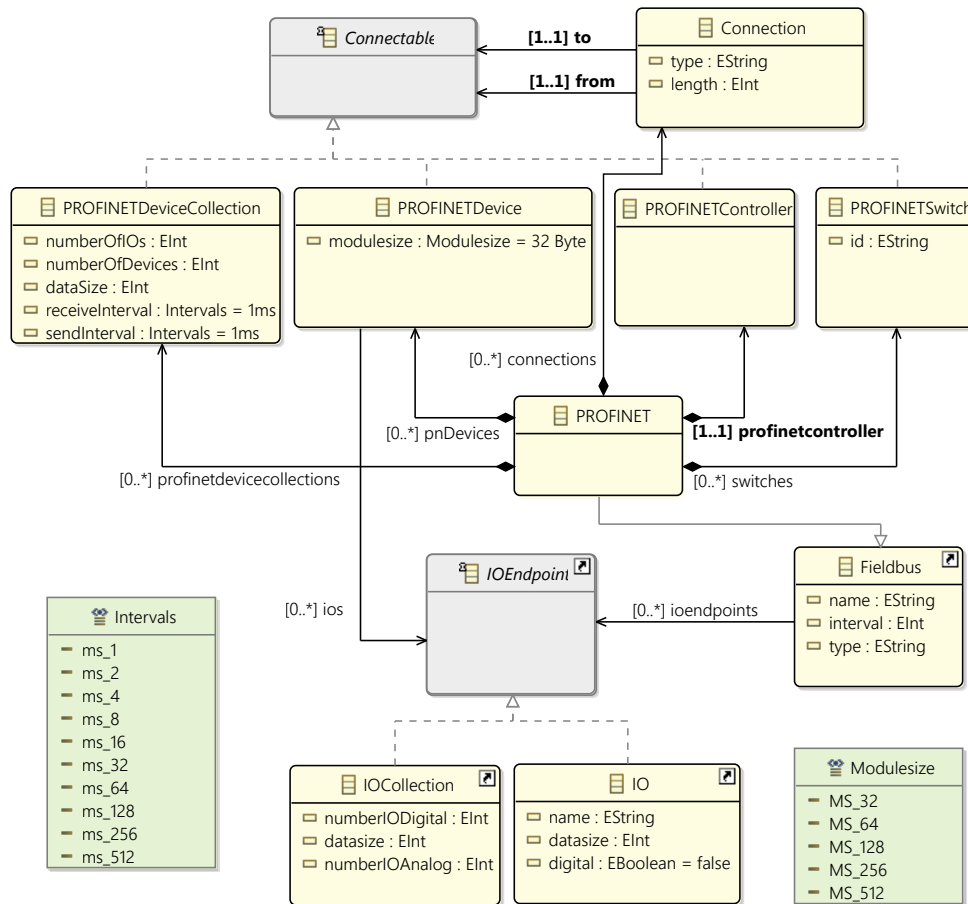 Connectable
[1..1] to
[1..1] from
Connection
type : EString
length : EInt
PROFINETDeviceCollection
numberOfIOs : EInt
numberOfDevices : EInt
dataSize : EInt
receiveInterval : Intervals = 1ms
sendInterval : Intervals = 1ms
PROFINETDevice
modulesize : Modulesize = 32 Byte
PROFINETController
PROFINETSwitch
id : EString
[0..*] connections
PROFINET
[0..*] pnDevices
[1..1] profinetcontroller
[0..*] profinetdevicecollections
[0..*] switches
IOEndpoint
Fieldbus
name : EString
interval : EInt
type : EString
[0..*] ios
[0..*] ioendpoints
Intervals
ms_1
ms_2
ms_4
ms_8
ms_16
ms_32
ms_64
ms_128
ms_256
ms_512
IOCollection
numberIODigital : EInt
datasize : EInt
numberIOAnalog : EInt
IO
name : EString
datasize : EInt
digital : EBoolean = false
Modulesize
MS_32
MS_64
MS_128
MS_256
MS_512